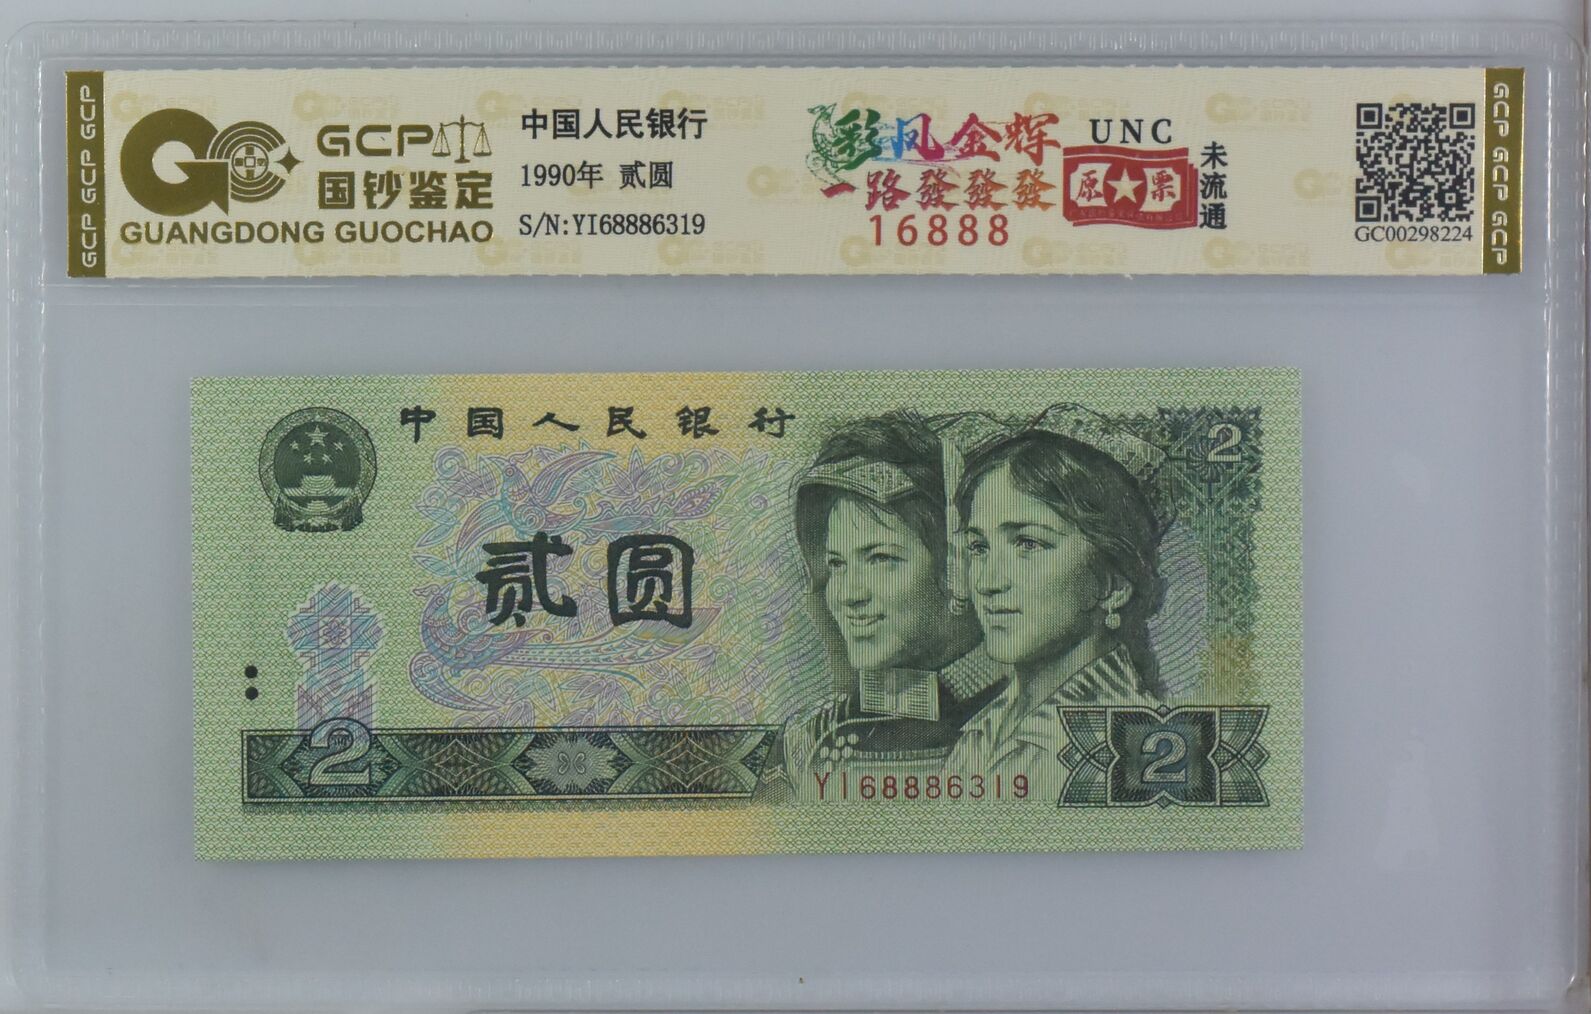 GCP GCP GCP
GCP
国钞鉴定
GUANGDONG GUOCHAO
中国人民银行
1990年 贰圆
S/N:YI68886319
彩凤金辉
一路發發發
16888
UNC
原★票
未流通
GC00298224
GCP GCP GCP
中国人民银行
2
贰圆
2
YI68886319
2